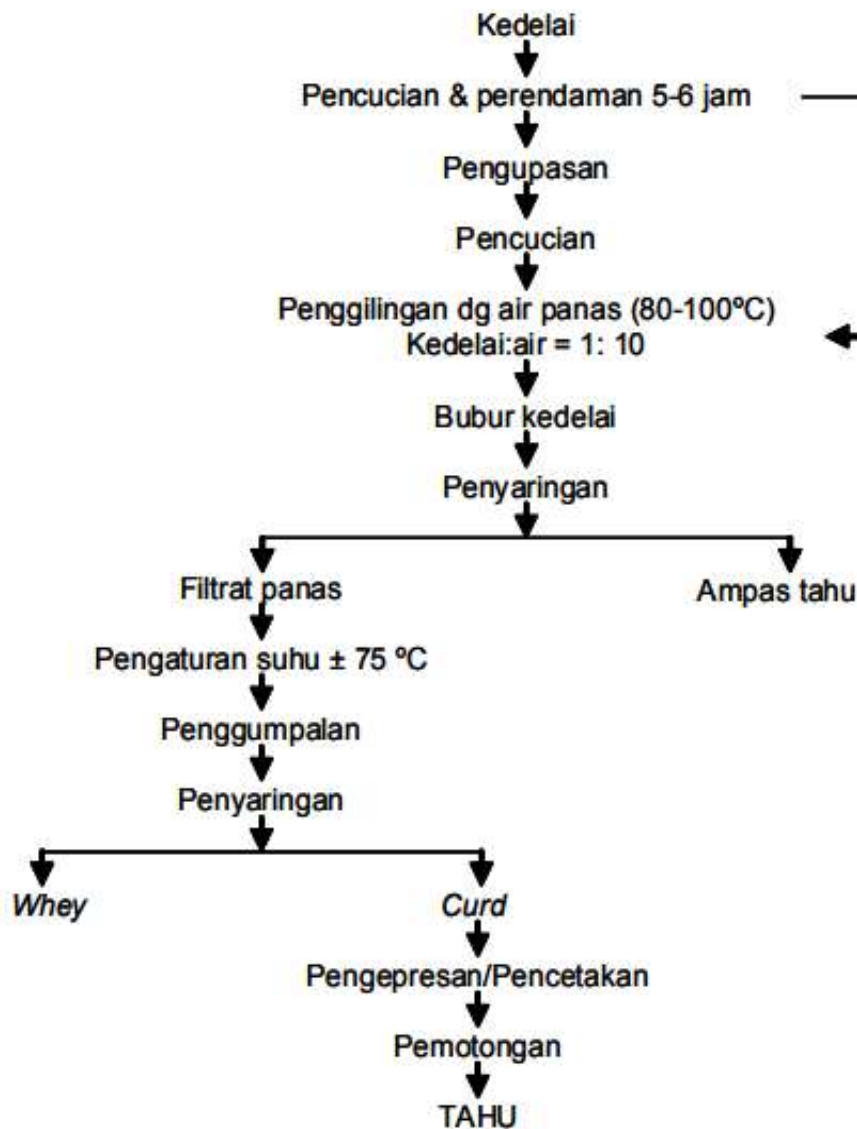 Kedelai
Pencucian & perendaman 5-6 jam
Pengupasan
Pencucian
Penggilingan dg air panas (80-100ºC)
Kedelai:air = 1: 10
Bubur kedelai
Penyaringan
Filtrat panas
Ampas tahu
Pengaturan suhu ± 75 ºC
Penggumpalan
Penyaringan
Whey
Curd
Pengepresan/Pencetakan
Pemotongan
TAHU